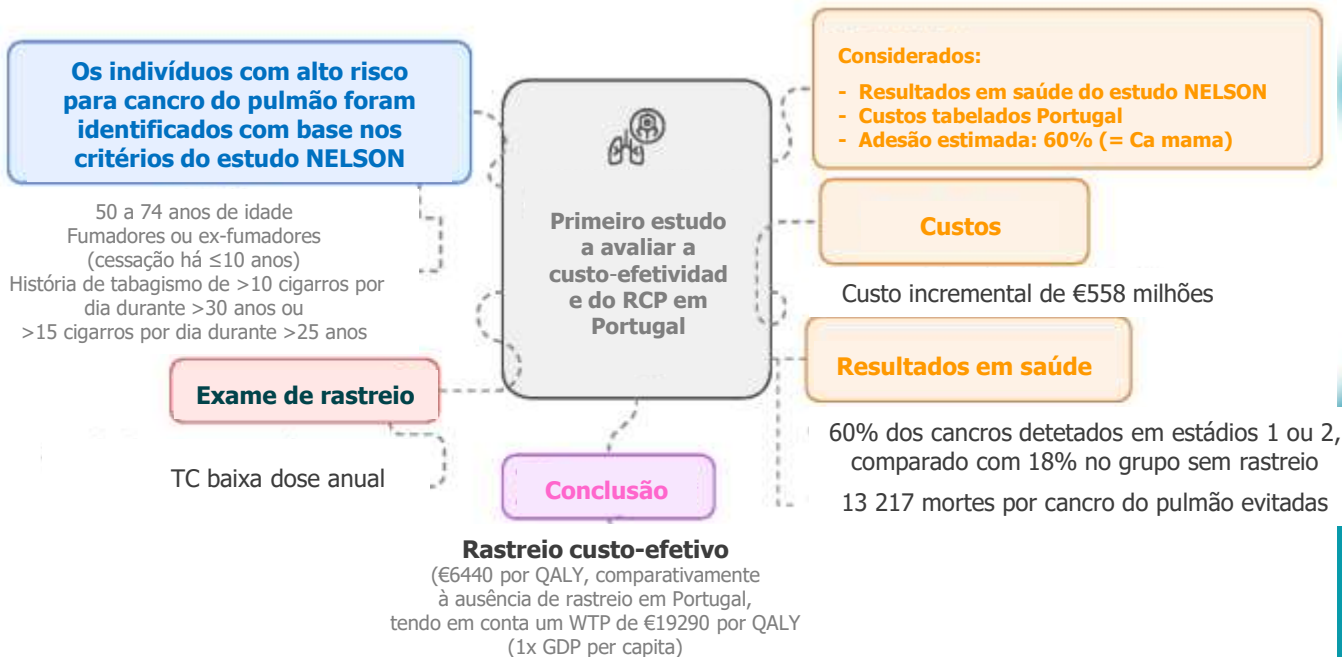 Os indivíduos com alto risco
para cancro do pulmão foram
identificados com base nos
critérios do estudo NELSON
50 a 74 anos de idade
Fumadores ou ex-fumadores
(cessação há ≤10 anos)
História de tabagismo de >10 cigarros por
dia durante >30 anos ou
>15 cigarros por dia durante >25 anos
Exame de rastreio
TC baixa dose anual
Primeiro estudo
a avaliar a
custo-efetividad
e do RCP em
Portugal
Considerados:
- Resultados em saúde do estudo NELSON
- Custos tabelados Portugal
- Adesão estimada: 60% (= Ca mama)
Custos
Custo incremental de €558 milhões
Resultados em saúde
60% dos cancros detetados em estádios 1 ou 2,
comparado com 18% no grupo sem rastreio
13 217 mortes por cancro do pulmão evitadas
Conclusão
Rastreio custo-efetivo
(€6440 por QALY, comparativamente
à ausência de rastreio em Portugal,
tendo em conta um WTP de €19290 por QALY
(1x GDP per capita)